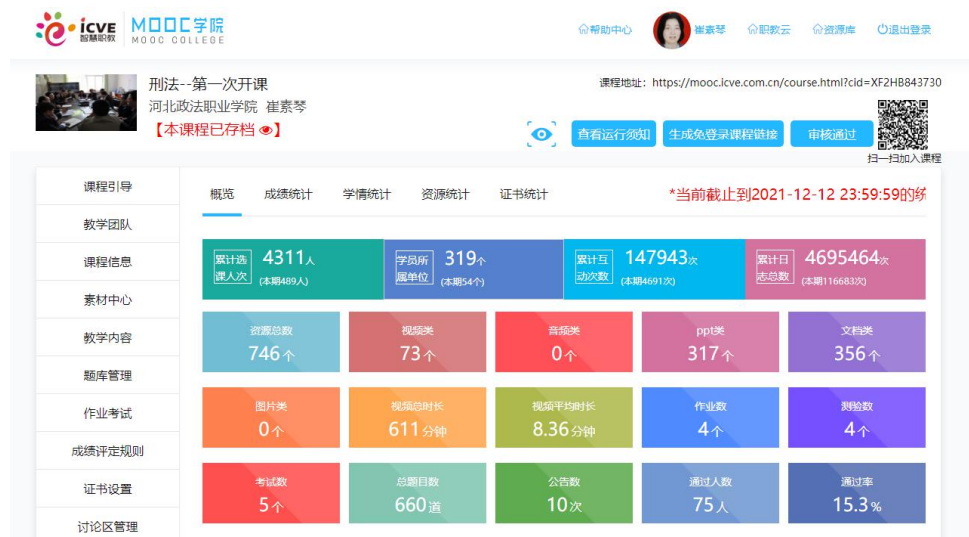 icve 智慧职教 MOOC学院 MOOC COLLEGE
帮助中心 崔素琴 职教云 资源库 退出登录
刑法--第一次开课
课程地址：https://mooc.icve.com.cn/course.html?cid=XF2HB843730
河北政法职业学院 崔素琴
【本课程已存档】
查看运行须知 生成免登录课程链接 审核通过
扫一扫加入课程
课程引导
教学团队
课程信息
素材中心
教学内容
题库管理
作业考试
成绩评定规则
证书设置
讨论区管理
概览 成绩统计 学情统计 资源统计 证书统计 *当前截止到2021-12-12 23:59:59的统
累计选课人次 4311人 (本期489人)
学员所属单位 319个 (本期54个)
累计互动次数 147943次 (本期4691次)
累计日志总数 4695464次 (本期116683次)
资源总数 746个
视频类 73个
音频类 0个
ppt类 317个
文档类 356个
图片类 0个
视频总时长 611分钟
视频平均时长 8.36分钟
作业数 4个
测验数 4个
考试数 5个
总题目数 660道
公告数 10次
通过人数 75人
通过率 15.3%